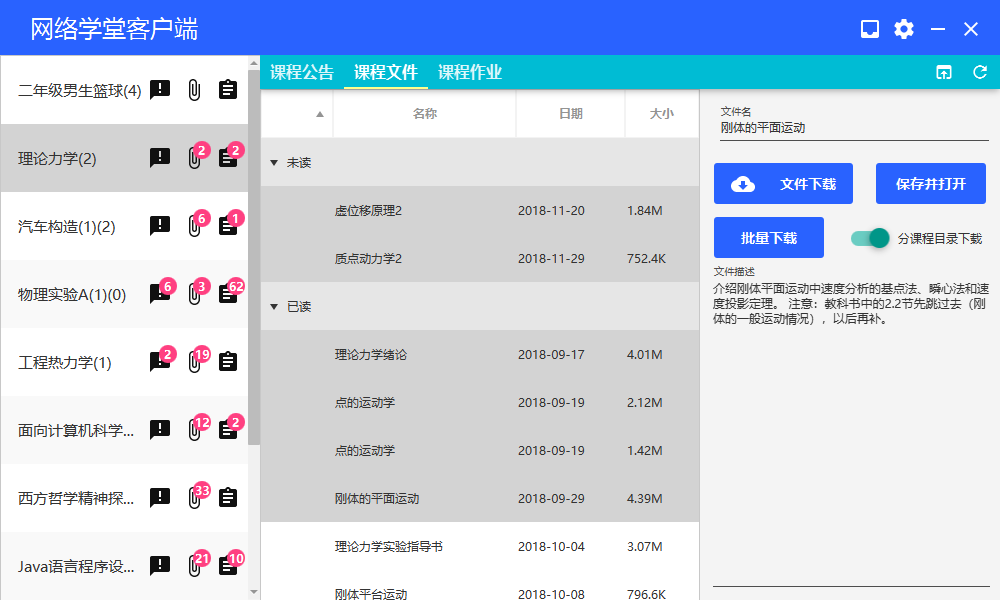 网络学堂客户端
二年级男生篮球(4)
理论力学(2)
2
2
汽车构造(1)(2)
6
1
物理实验A(1)(0)
6
3
62
工程热力学(1)
2
19
面向计算机科学...
12
2
西方哲学精神探...
33
Java语言程序设...
21
10
课程公告 课程文件 课程作业
名称 日期 大小
未读
虚位移原理2 2018-11-20 1.84M
质点动力学2 2018-11-29 752.4K
已读
理论力学绪论 2018-09-17 4.01M
点的运动学 2018-09-19 2.12M
点的运动学 2018-09-19 1.42M
刚体的平面运动 2018-09-29 4.39M
理论力学实验指导书 2018-10-04 3.07M
刚体平台运动 2018-10-08 796.6K
文件名
刚体的平面运动
文件下载 保存并打开
批量下载 分课程目录下载
文件描述
介绍刚体平面运动中速度分析的基点法、瞬心法和速
度投影定理。 注意：教科书中的2.2节先跳过去（刚
体的一般运动情况），以后再补。